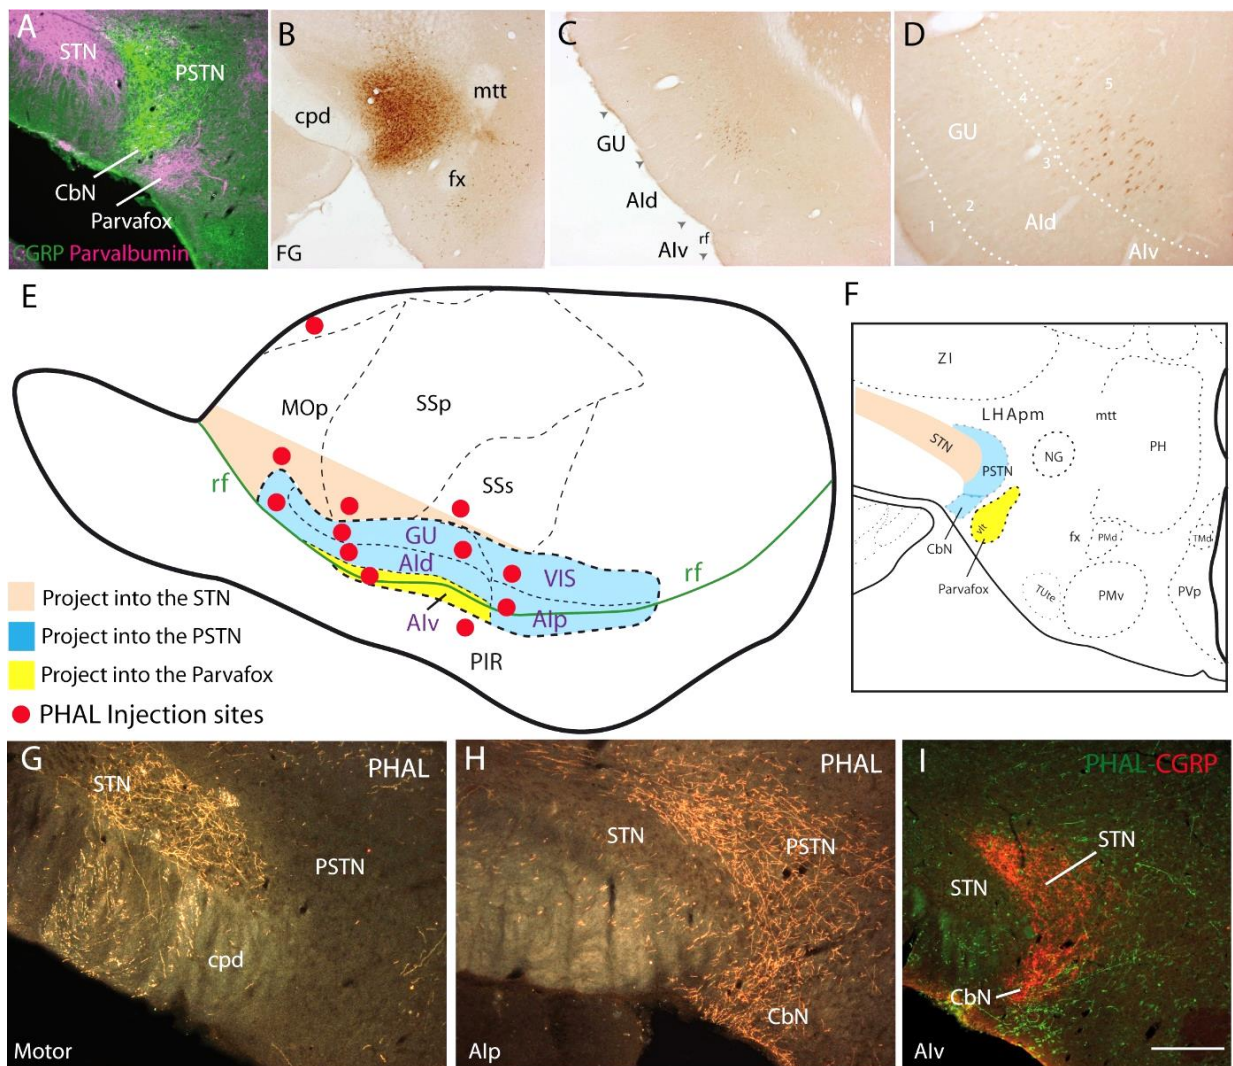 A
STN
PSTN
CbN
Parvafox
CGRP Parvalbumin
B
mtt
cpd
fx
FG
C
GU
AId
AIv
rf
D
5
4
GU
3
2
AId
1
AIv
E
MOp
SSp
SSs
rf
GU
AId
VIS
rf
AIv
AIp
PIR
Project into the STN
Project into the PSTN
Project into the Parvafox
PHAL Injection sites
F
ZI
LHApm
mtt
STN
PSTN
NG
PH
CbN
vlt
fx
PMd
TMd
Parvafox
TUte
PMv
PVp
G
PHAL
STN
PSTN
cpd
Motor
H
PHAL
STN
PSTN
CbN
AIp
I
PHAL CGRP
STN
STN
CbN
AIv